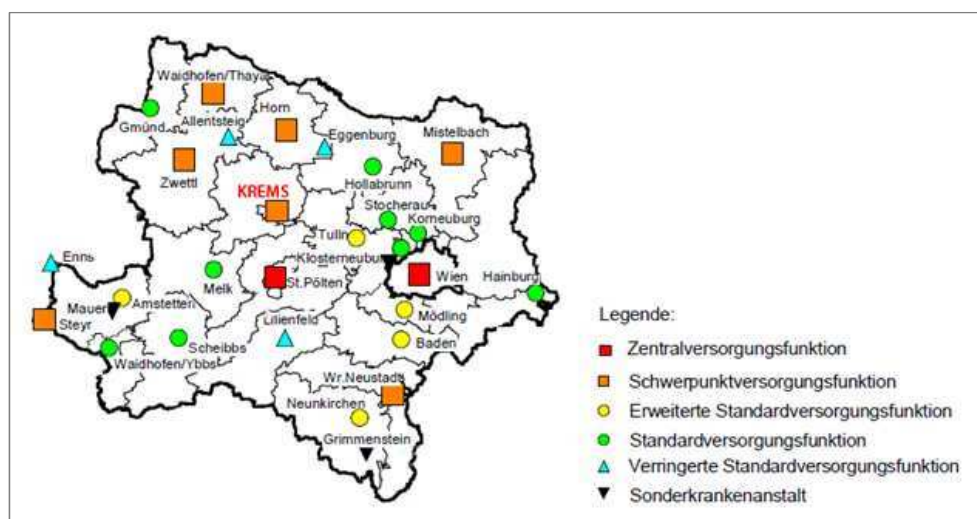 Waidhofen/Thaya
Horn
Gmünd
Allentsteig
Eggenburg
Mistelbach
Zwettl
Hollabrunn
KREMS
Stocherau
Korneuburg
Tulln
Klosterneuburg
Enns
Wien
Hainburg
Melk
St.Pölten
Mauer
Amstetten
Steyr
Mödling
Lilienfeld
Baden
Scheibbs
Waidhofen/Ybbs
Wr.Neustadt
Neunkirchen
Grimmenstein
Legende:
Zentralversorgungsfunktion
Schwerpunktversorgungsfunktion
Erweiterte Standardversorgungsfunktion
Standardversorgungsfunktion
Verringerte Standardversorgungsfunktion
Sonderkrankenanstalt